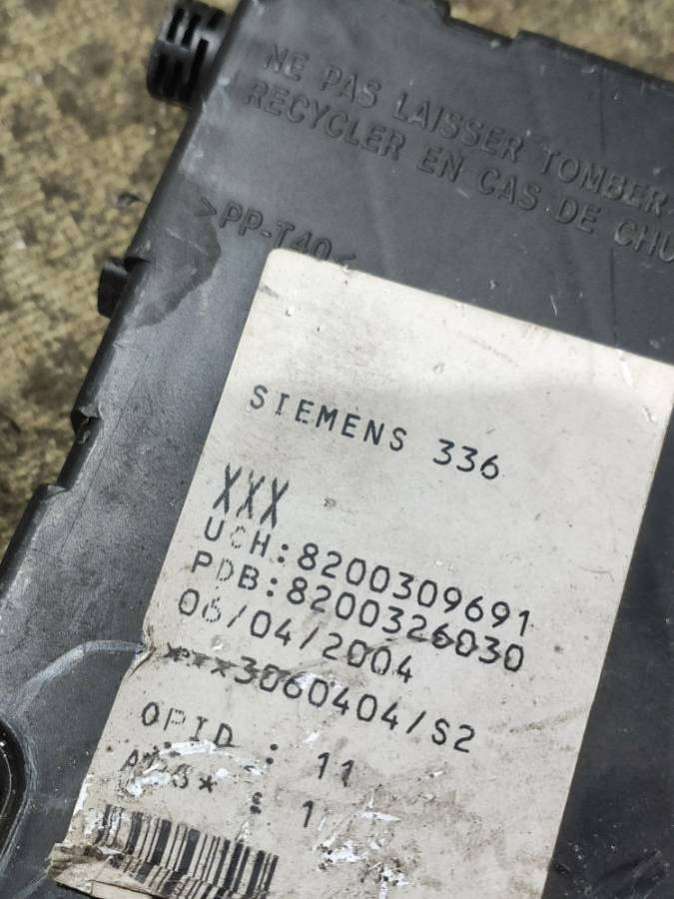 NE PAS LAISSER TOMBER
RECYCLER EN CAS DE CHU
>PP-T40<
SIEMENS 336
XXX
UCH:8200309691
PDB:8200326030
06/04/2004
***3060404/S2
OPID : 11
: 1